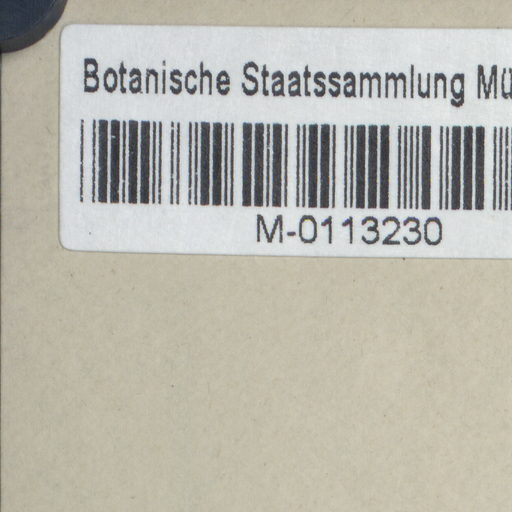 Botanische Staatssammlung Mü
M-0113230